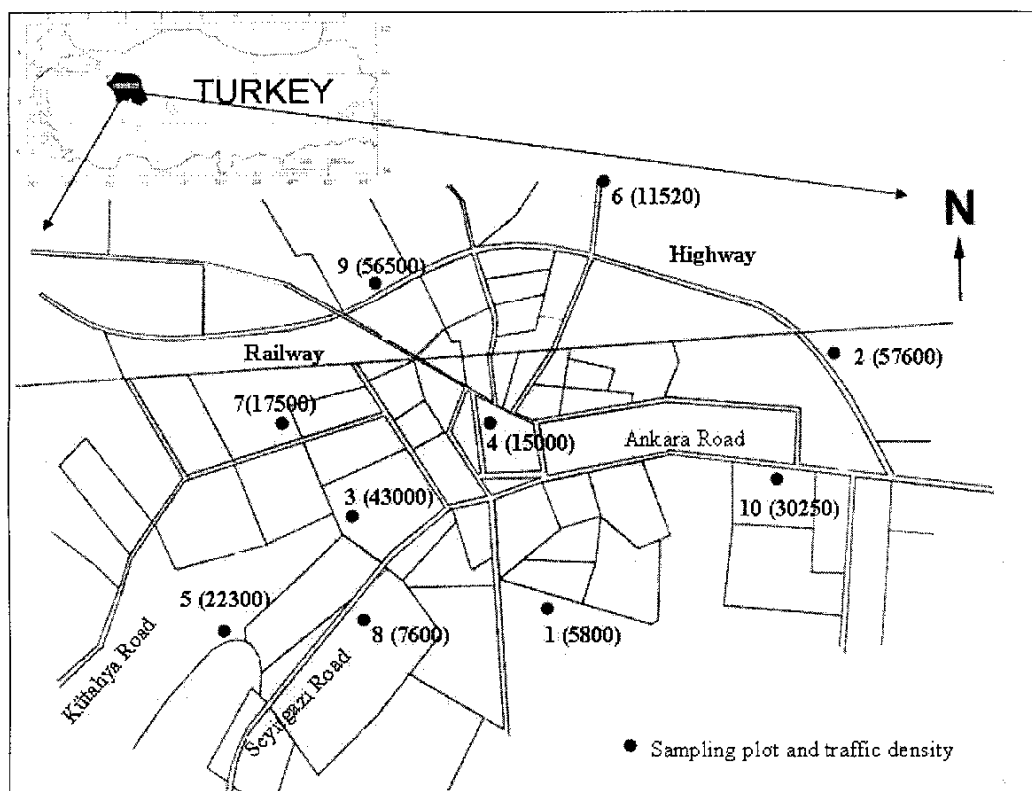 TURKEY
6 (11520)
N
Highway
9 (56500)
Railway
2 (57600)
7(17500)
4 (15000)
Ankara Road
3 (43000)
10 (30250)
5 (22300)
8 (7600)
1 (5800)
Kütahya Road
Seyitgazi Road
Sampling plot and traffic density